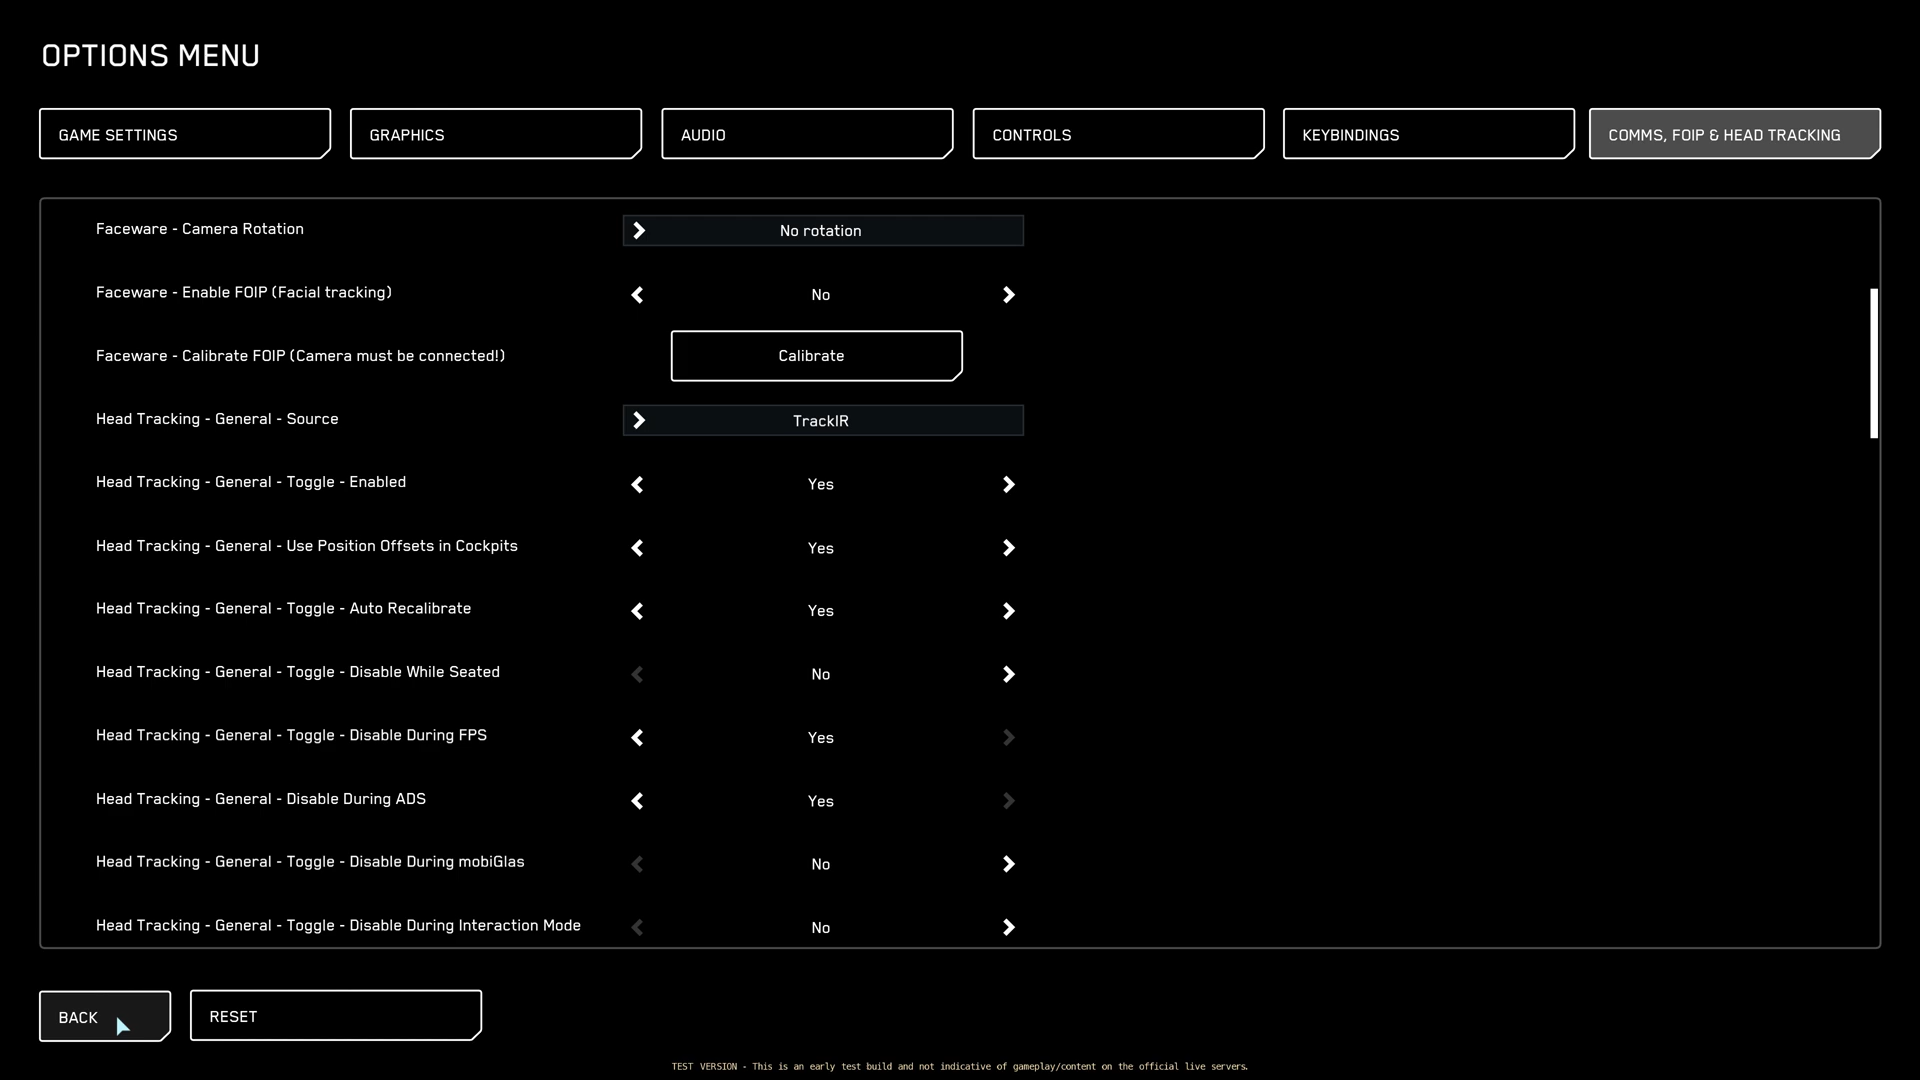 OPTIONS MENU
GAME SETTINGS
GRAPHICS
AUDIO
CONTROLS
KEYBINDINGS
COMMS, FOIP & HEAD TRACKING
Faceware - Camera Rotation
No rotation
Faceware - Enable FOIP (Facial tracking)
No
Faceware - Calibrate FOIP (Camera must be connected!)
Calibrate
Head Tracking - General - Source
TrackIR
Head Tracking - General - Toggle - Enabled
Yes
Head Tracking - General - Use Position Offsets in Cockpits
Yes
Head Tracking - General - Toggle - Auto Recalibrate
Yes
Head Tracking - General - Toggle - Disable While Seated
No
Head Tracking - General - Toggle - Disable During FPS
Yes
Head Tracking - General - Disable During ADS
Yes
Head Tracking - General - Toggle - Disable During mobiGlas
No
Head Tracking - General - Toggle - Disable During Interaction Mode
No
BACK
RESET
TEST VERSION - This is an early test build and not indicative of gameplay/content on the official live servers.